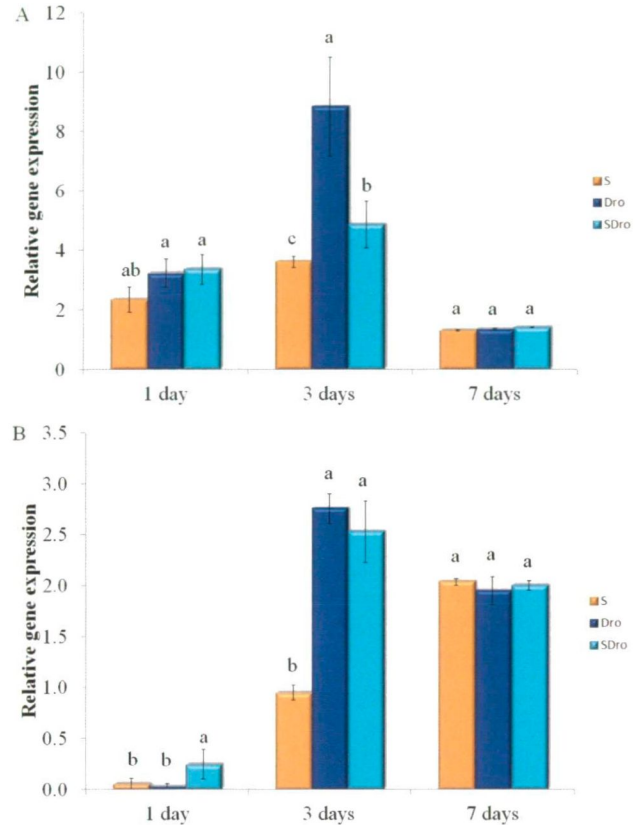 A
Relative gene expression
12
10
8
6
4
2
0
ab
a
a
c
a
b
a
a
a
1 day
3 days
7 days
S
Dro
SDro
B
Relative gene expression
3.5
3.0
2.5
2.0
1.5
1.0
0.5
0.0
b
b
a
b
a
a
a
a
a
1 day
3 days
7 days
S
Dro
SDro